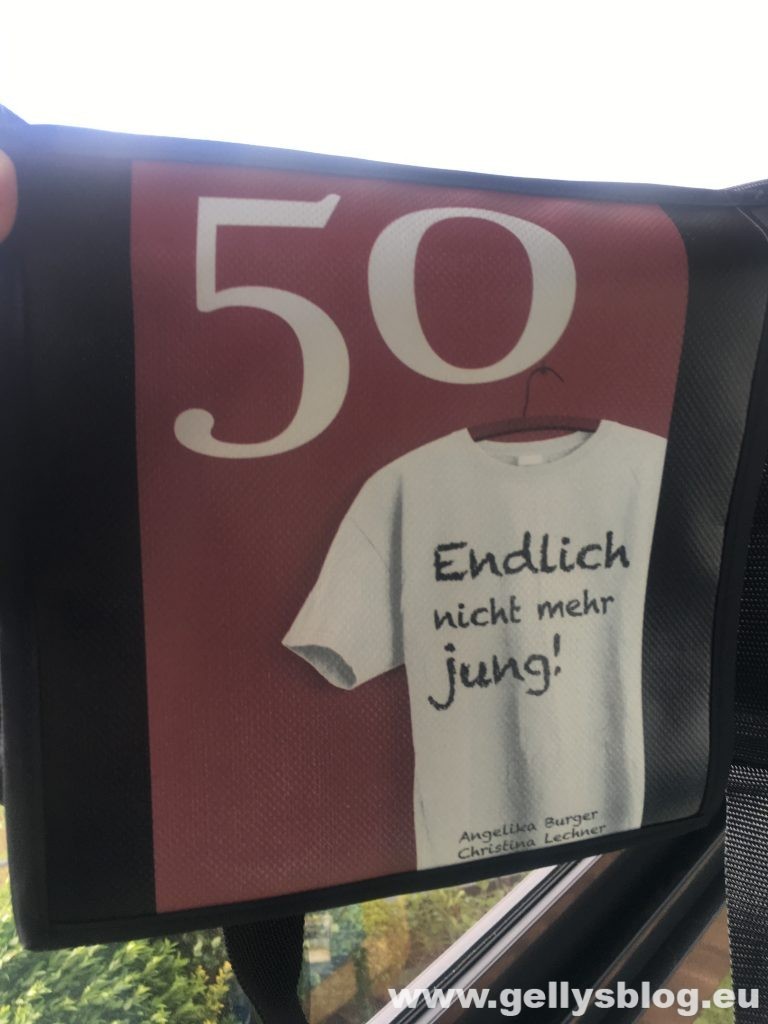 50
Endlich
nicht mehr
jung!
Angelika Burger
Christina Lechner
www.gellysblog.eu